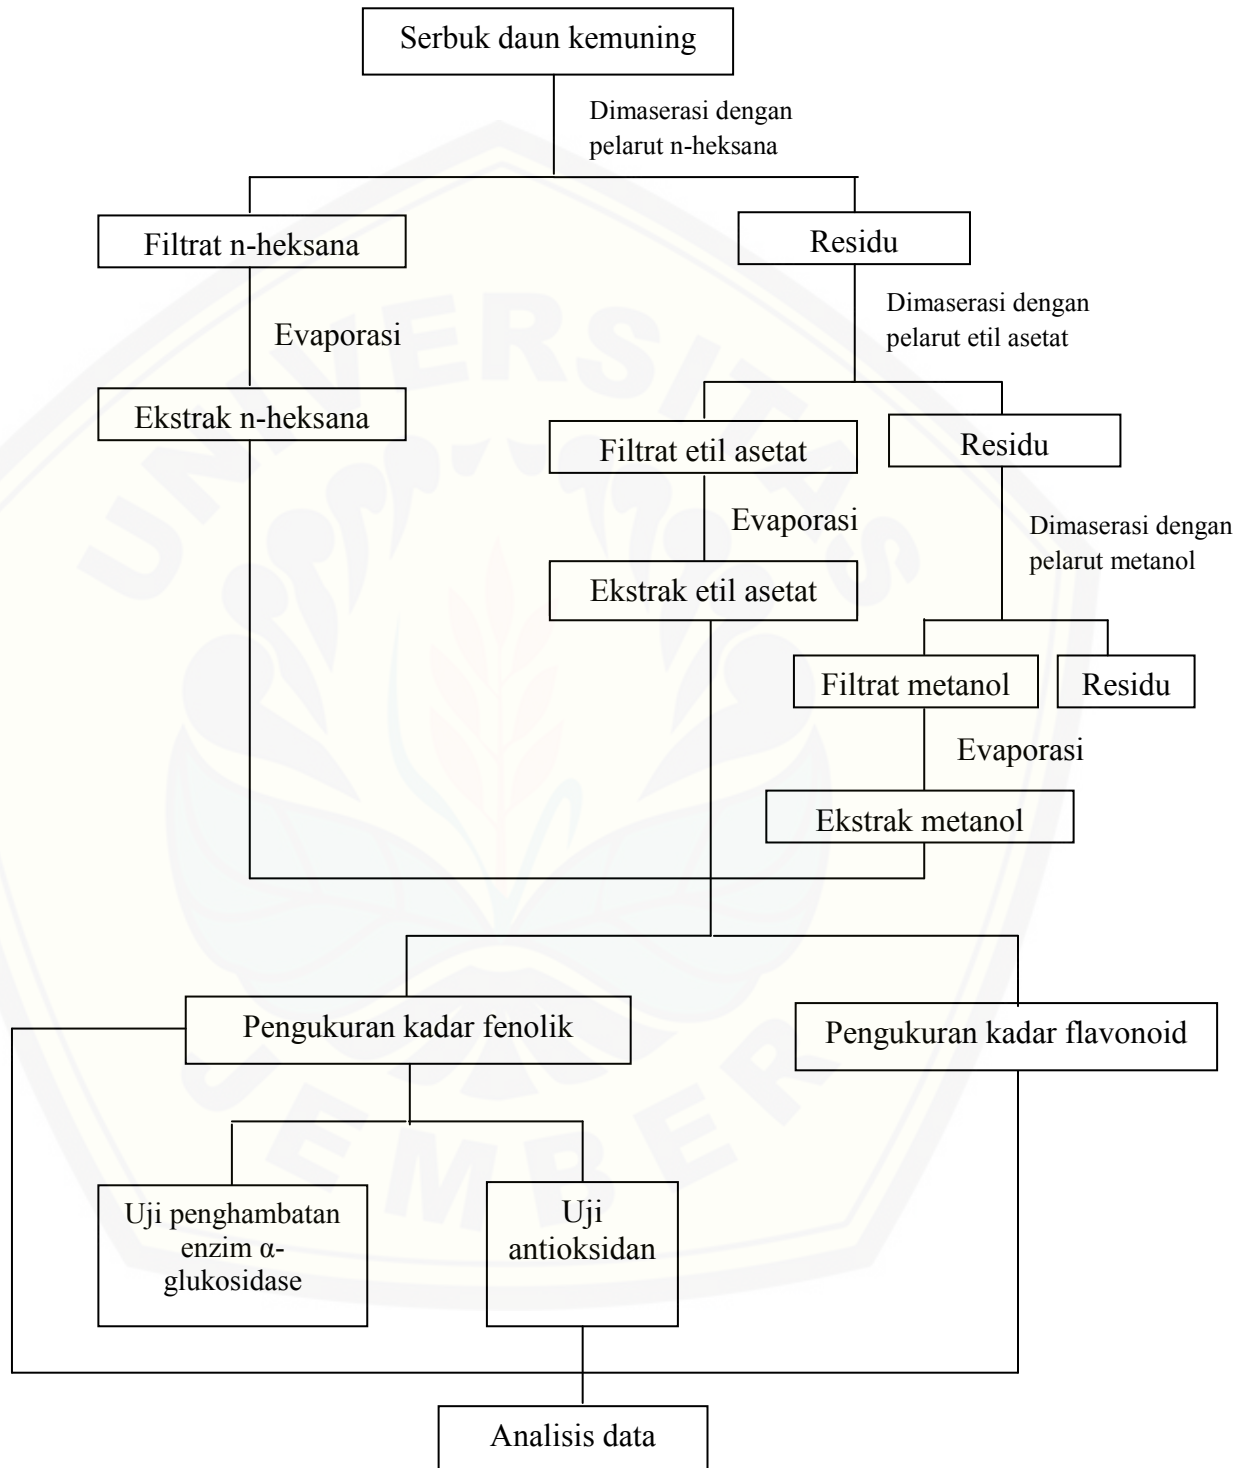 Serbuk daun kemuning
Dimaserasi dengan
pelarut n-heksana
Filtrat n-heksana
Residu
Evaporasi
Dimaserasi dengan
pelarut etil asetat
Ekstrak n-heksana
Filtrat etil asetat
Residu
Evaporasi
Dimaserasi dengan
pelarut metanol
Ekstrak etil asetat
Filtrat metanol
Residu
Evaporasi
Ekstrak metanol
Pengukuran kadar fenolik
Pengukuran kadar flavonoid
Uji penghambatan
enzim α-
glukosidase
Uji
antioksidan
Analisis data
UNIVERSITAS
JEMBER